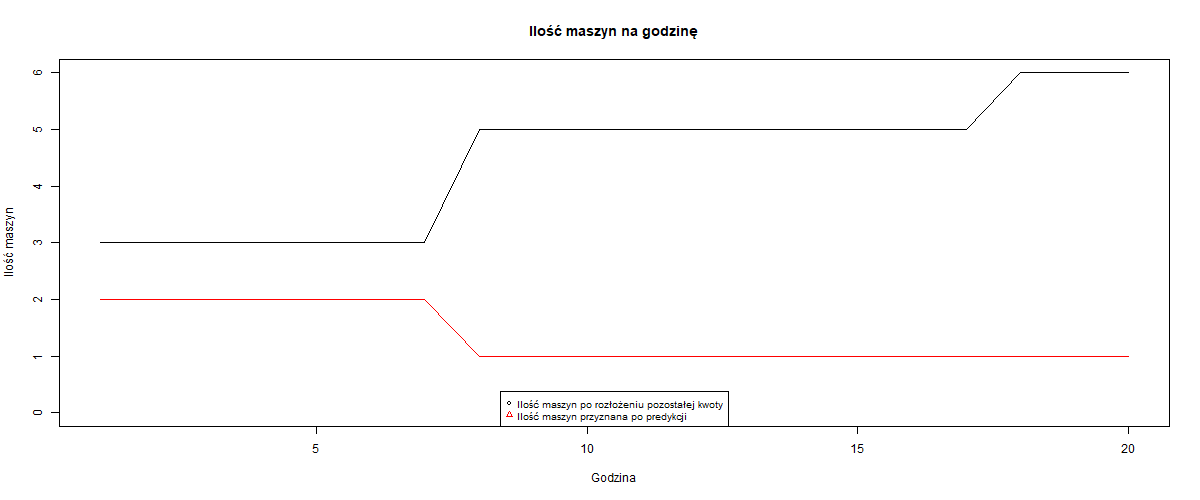 Ilość maszyn na godzinę
Ilość maszyn
6
5
4
3
2
1
0
Ilość maszyn po rozłożeniu pozostałej kwoty
Ilość maszyn przyznana po predykcji
5 10 15 20
Godzina